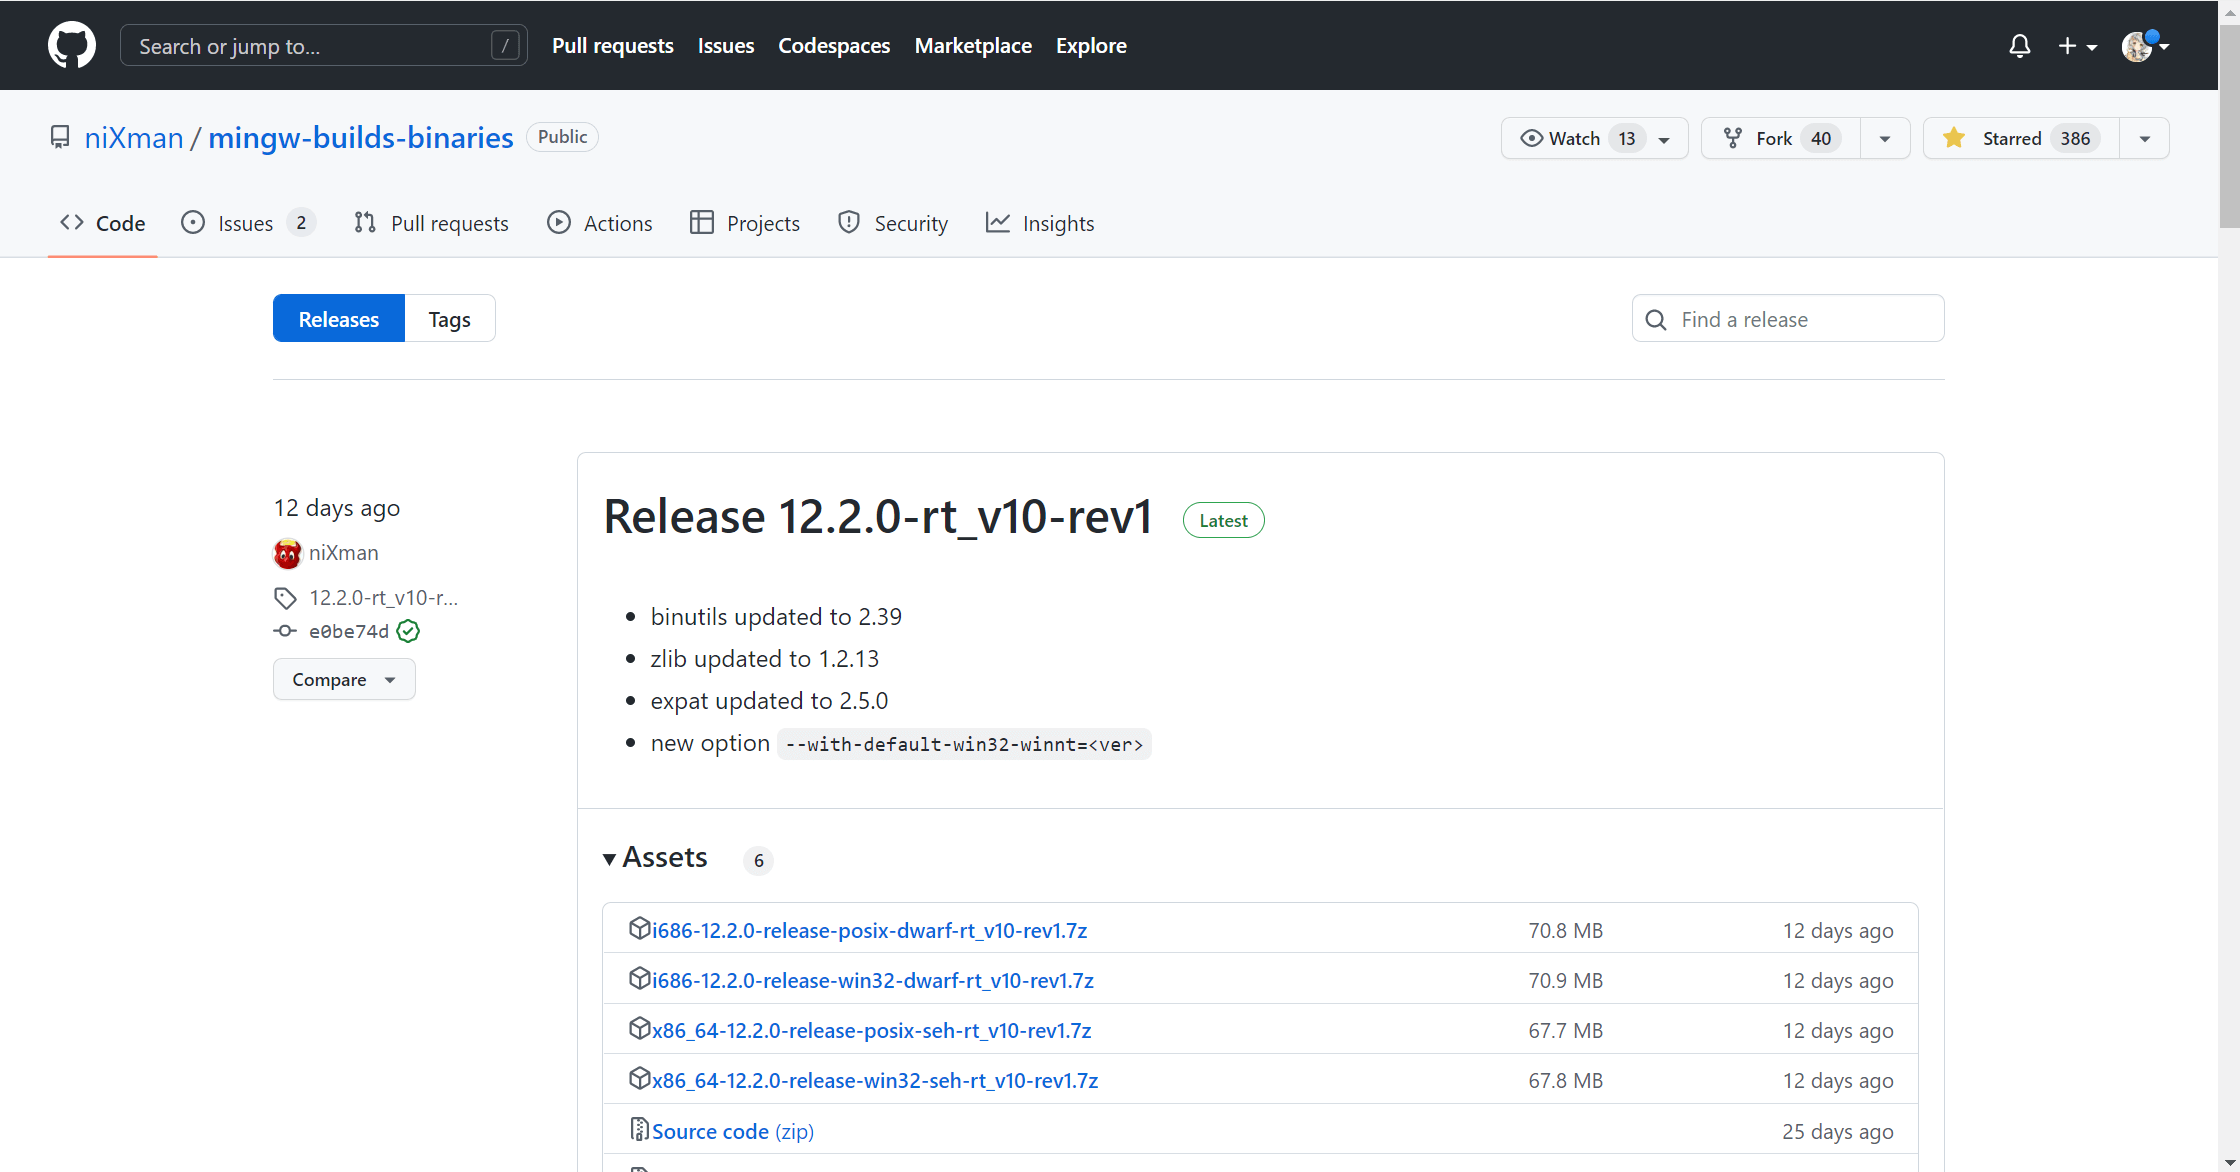 Search or jump to... / Pull requests Issues Codespaces Marketplace Explore
niXman / mingw-builds-binaries Public Watch 13 Fork 40 Starred 386
Code Issues 2 Pull requests Actions Projects Security Insights
Releases Tags Find a release
12 days ago
niXman
12.2.0-rt_v10-r...
e0be74d
Compare
Release 12.2.0-rt_v10-rev1 Latest
binutils updated to 2.39
zlib updated to 1.2.13
expat updated to 2.5.0
new option --with-default-win32-winnt=<ver>
Assets 6
i686-12.2.0-release-posix-dwarf-rt_v10-rev1.7z 70.8 MB 12 days ago
i686-12.2.0-release-win32-dwarf-rt_v10-rev1.7z 70.9 MB 12 days ago
x86_64-12.2.0-release-posix-seh-rt_v10-rev1.7z 67.7 MB 12 days ago
x86_64-12.2.0-release-win32-seh-rt_v10-rev1.7z 67.8 MB 12 days ago
Source code (zip) 25 days ago